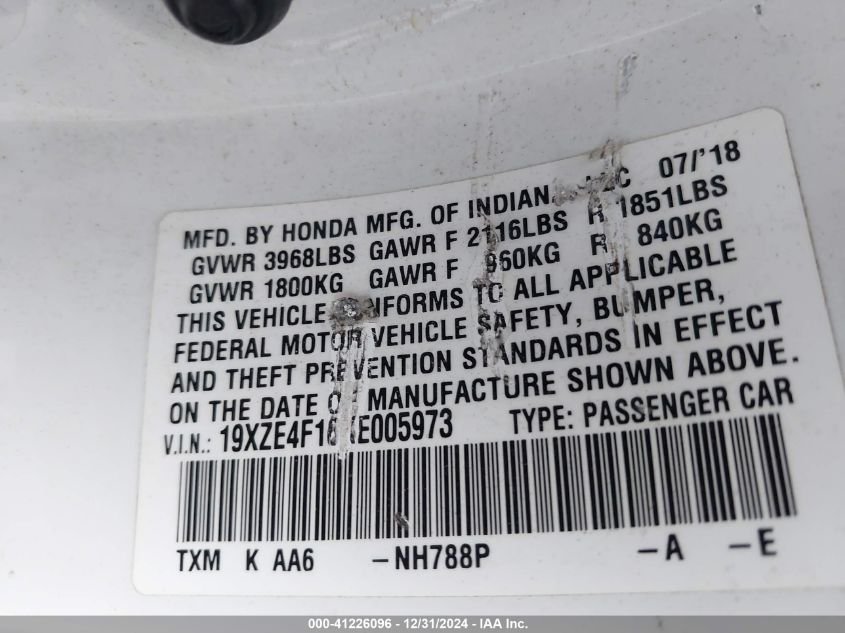 MFD. BY HONDA MFG. OF INDIAN 07/'18
GVWR 3968LBS GAWR F 2116LBS R 1851LBS
GVWR 1800KG GAWR F 960KG R 840KG
THIS VEHICLE TO ALL APPLICABLE
FEDERAL MOTOR VEHICLE SAFETY, BUMPER,
AND THEFT PREVENTION STANDARDS IN EFFECT
ON THE DATE OF MANUFACTURE SHOWN ABOVE.
V.I.N.: TYPE: PASSENGER CAR
TXM K AA6 -NH788P -A -E
000-41226096 - 12/31/2024 - IAA Inc.